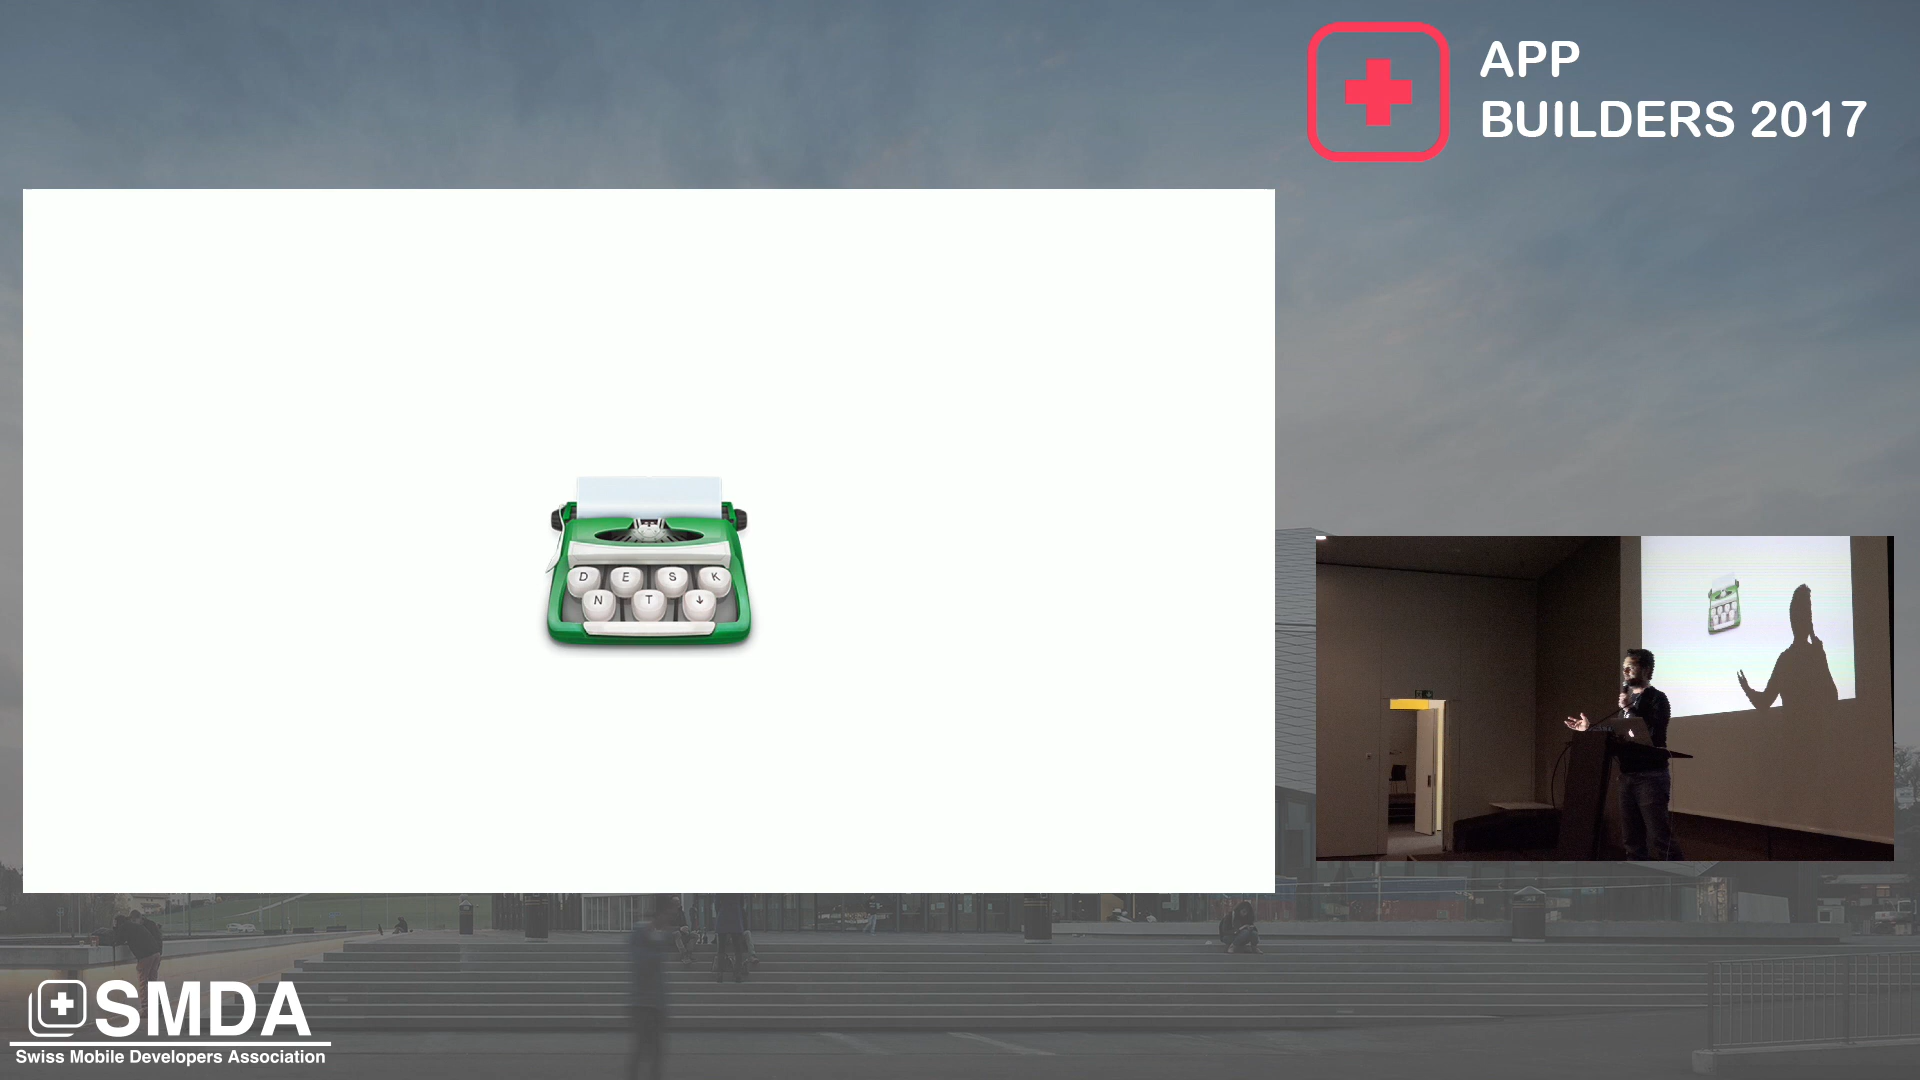 APP
BUILDERS 2017
D E S K
N T ↓
SMDA
Swiss Mobile Developers Association